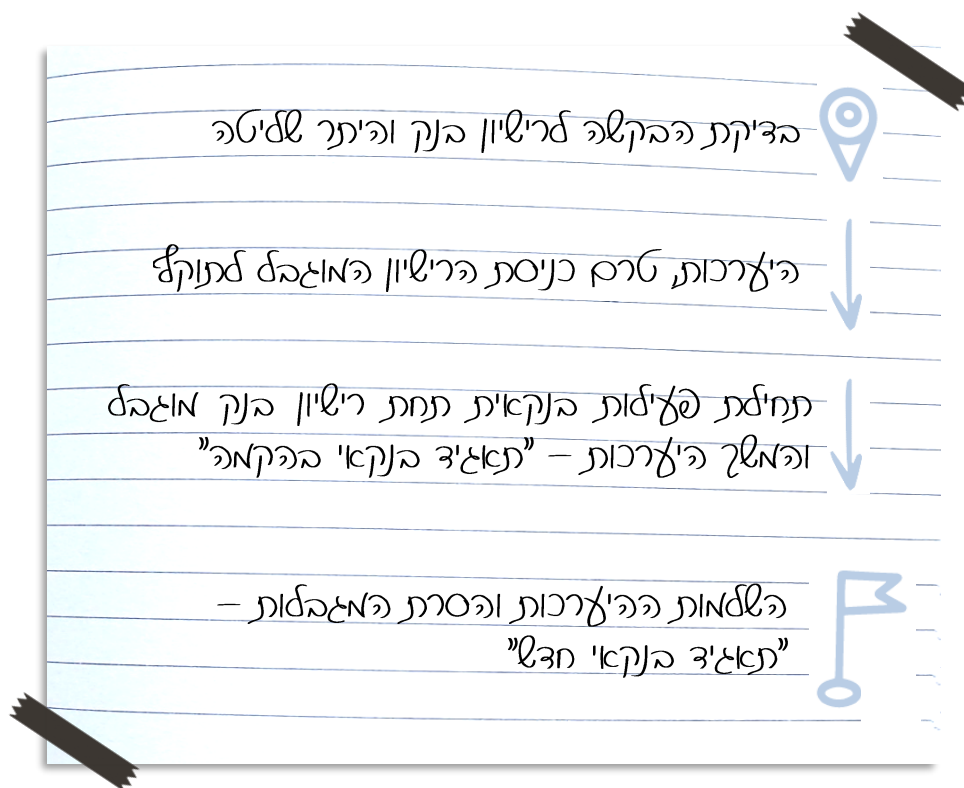 בדיקת הבקשה לרישיון בנק והיתר שליטה
היערכות, טרם כניסת הרישיון המוגבל לתוקף
תחילת פעילות בנקאית תחת רישיון בנק מוגבל
והמשך היערכות – "תאגיד בנקאי בהקמה"
השלמות ההיערכות והסרת המגבלות –
"תאגיד בנקאי חדש"